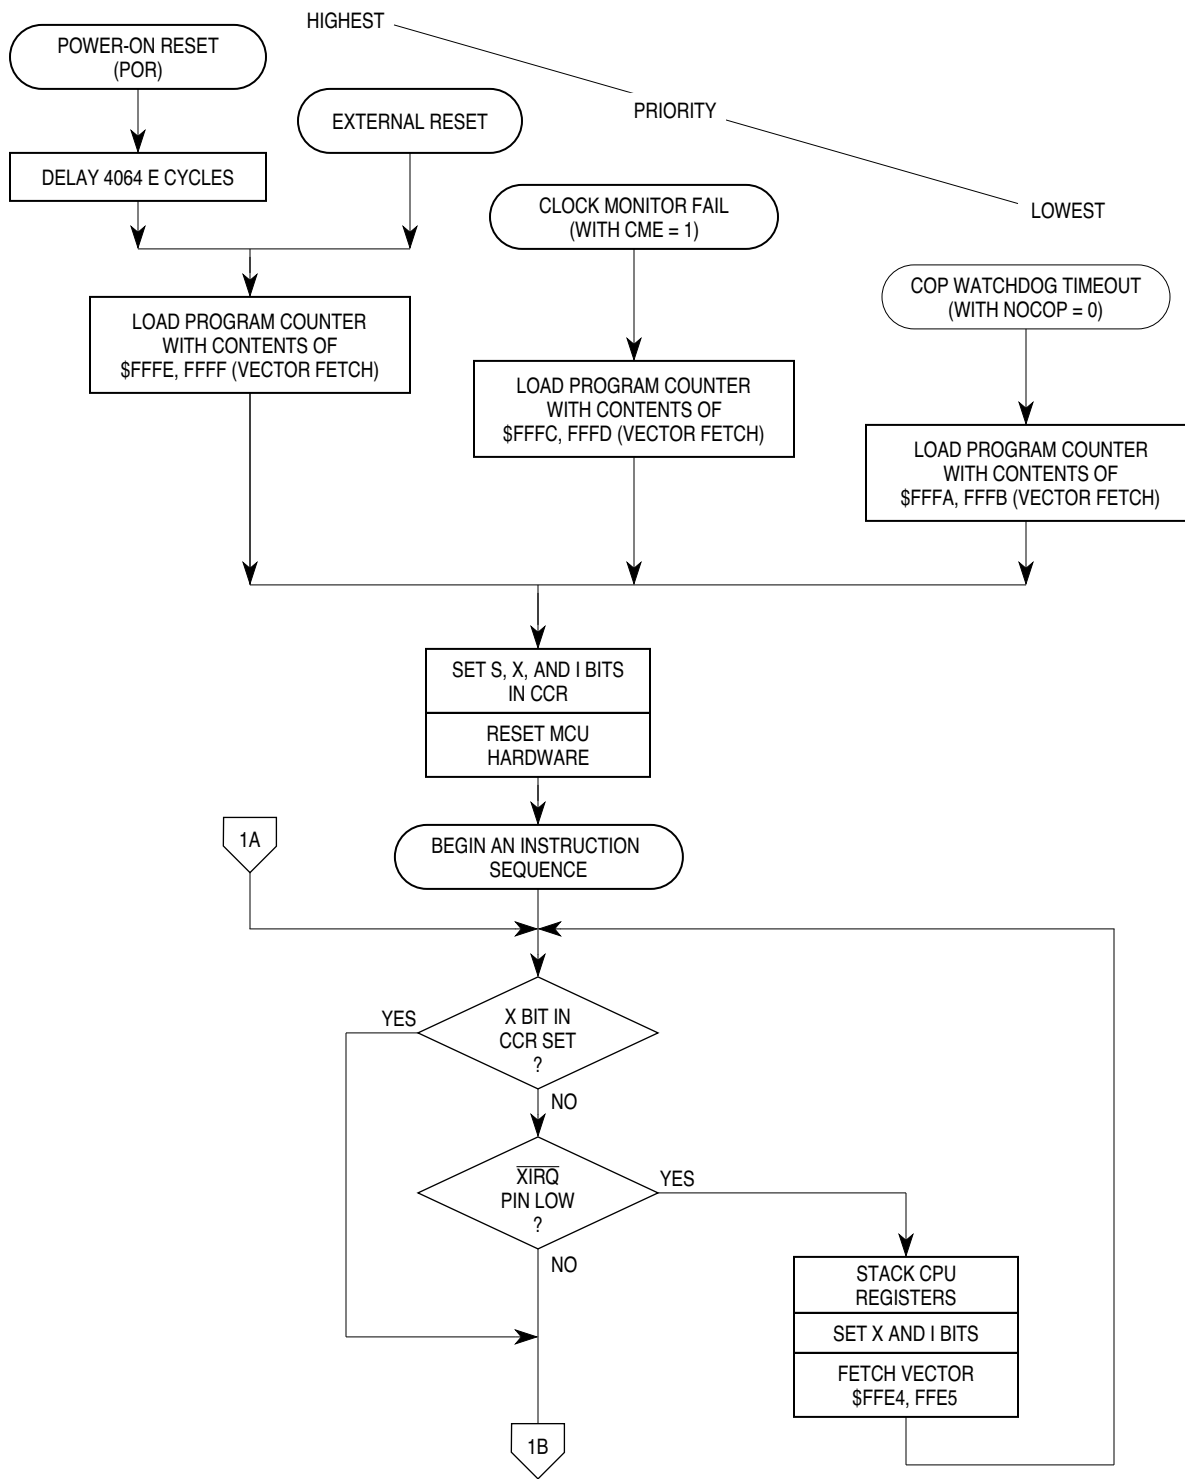 HIGHEST
POWER-ON RESET
(POR)
PRIORITY
EXTERNAL RESET
DELAY 4064 E CYCLES
CLOCK MONITOR FAIL
(WITH CME = 1)
LOWEST
COP WATCHDOG TIMEOUT
(WITH NOCOP = 0)
LOAD PROGRAM COUNTER
WITH CONTENTS OF
$FFFE, FFFF (VECTOR FETCH)
LOAD PROGRAM COUNTER
WITH CONTENTS OF
$FFFC, FFFD (VECTOR FETCH)
LOAD PROGRAM COUNTER
WITH CONTENTS OF
$FFFA, FFFB (VECTOR FETCH)
SET S, X, AND I BITS
IN CCR
RESET MCU
HARDWARE
1A
BEGIN AN INSTRUCTION
SEQUENCE
YES
X BIT IN
CCR SET
?
NO
XIRQ
PIN LOW
?
YES
NO
STACK CPU
REGISTERS
SET X AND I BITS
FETCH VECTOR
$FFE4, FFE5
1B